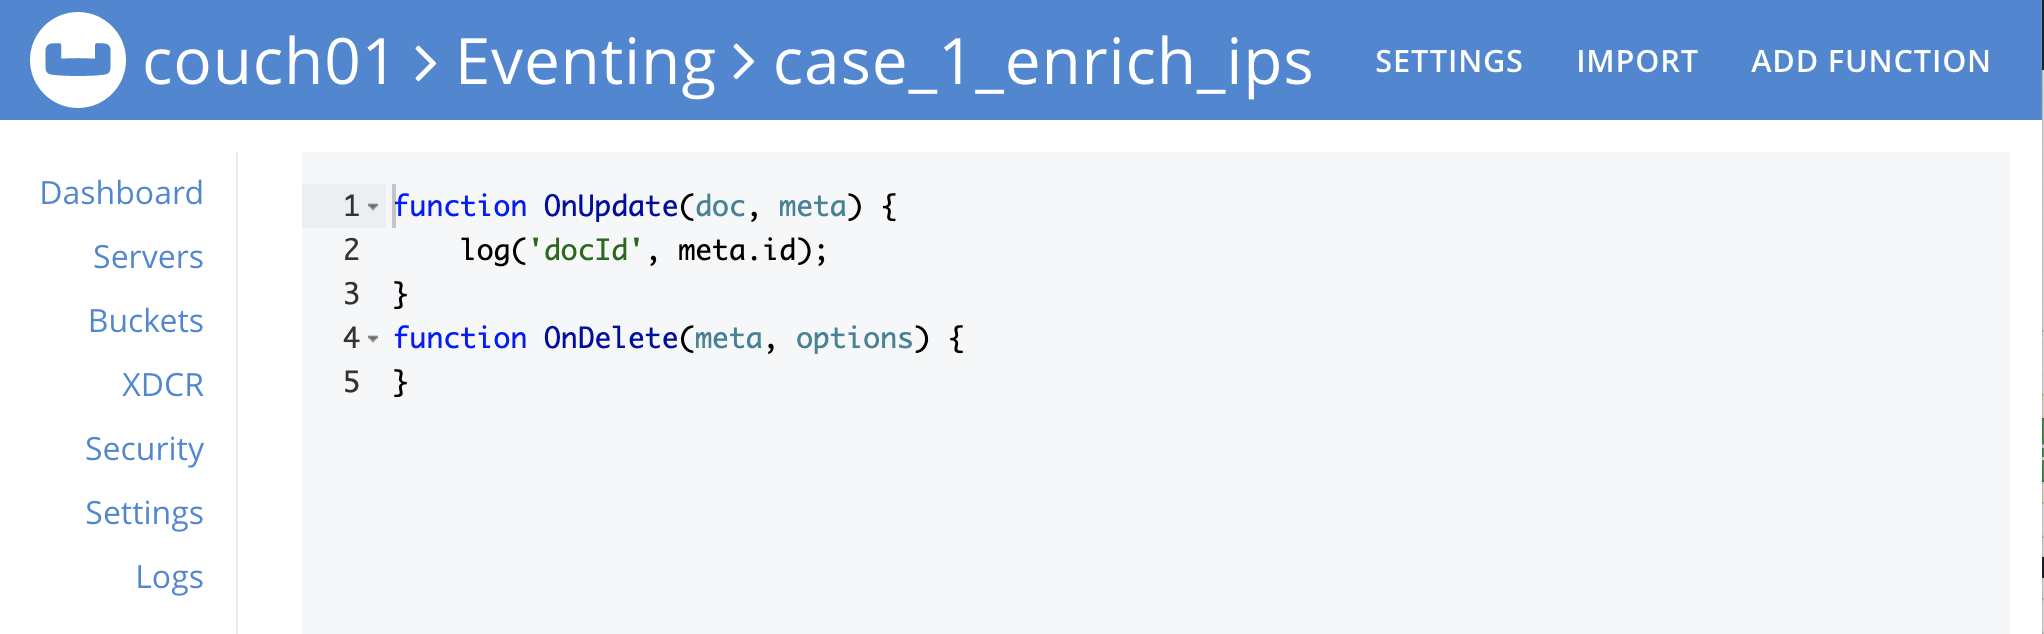 couch01 > Eventing > case_1_enrich_ips SETTINGS IMPORT ADD FUNCTION
Dashboard
Servers
Buckets
XDCR
Security
Settings
Logs
1 function OnUpdate(doc, meta) {
2     log('docId', meta.id);
3 }
4 function OnDelete(meta, options) {
5 }